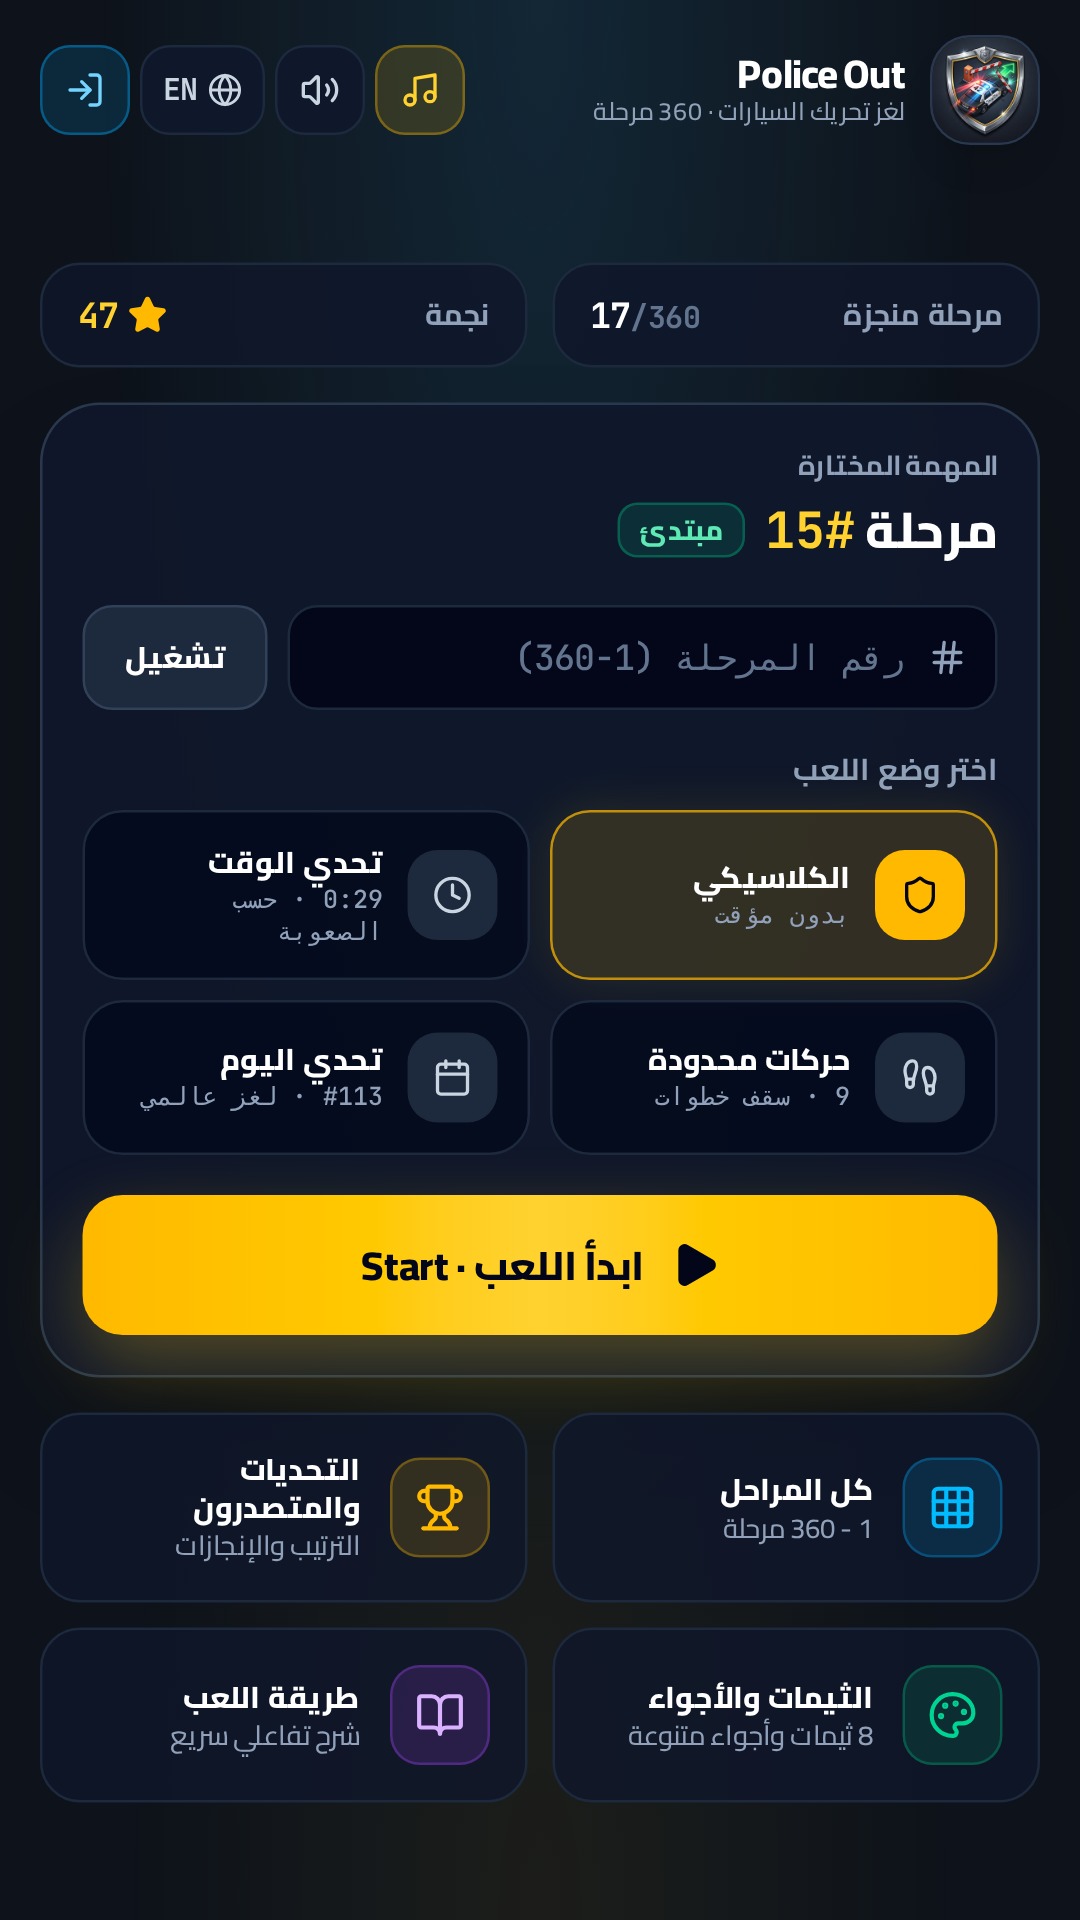 Police Out
لغز تحريك السيارات · 360 مرحلة
EN
مرحلة منجزة
17/360
نجمة
47
المهمة المختارة
مرحلة #15
مبتدئ
# رقم المرحلة (1-360)
تشغيل
اختر وضع اللعب
الكلاسيكي
بدون مؤقت
تحدي الوقت
0:29 · حسب
الصعوبة
حركات محدودة
9 · سقف خطوات
تحدي اليوم
#113 · لغز عالمي
ابدأ اللعب · Start
كل المراحل
1 - 360 مرحلة
التحديات
والمتصدرون
الترتيب والإنجازات
الثيمات والأجواء
8 ثيمات وأجواء متنوعة
طريقة اللعب
شرح تفاعلي سريع